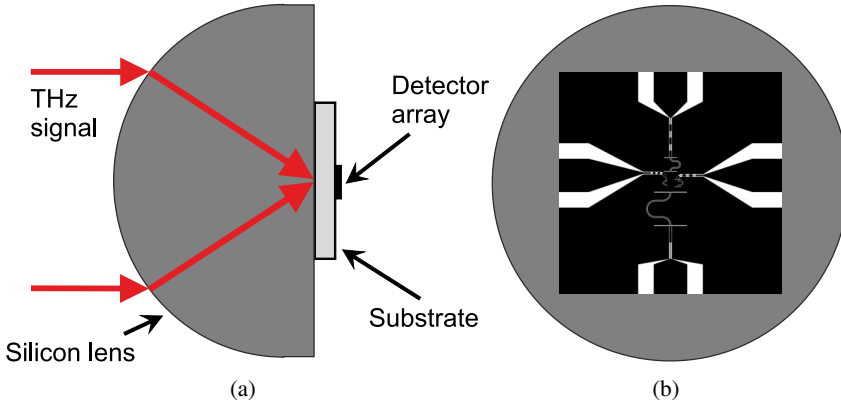 THz
signal
Detector
array
Substrate
Silicon lens
(a)
(b)